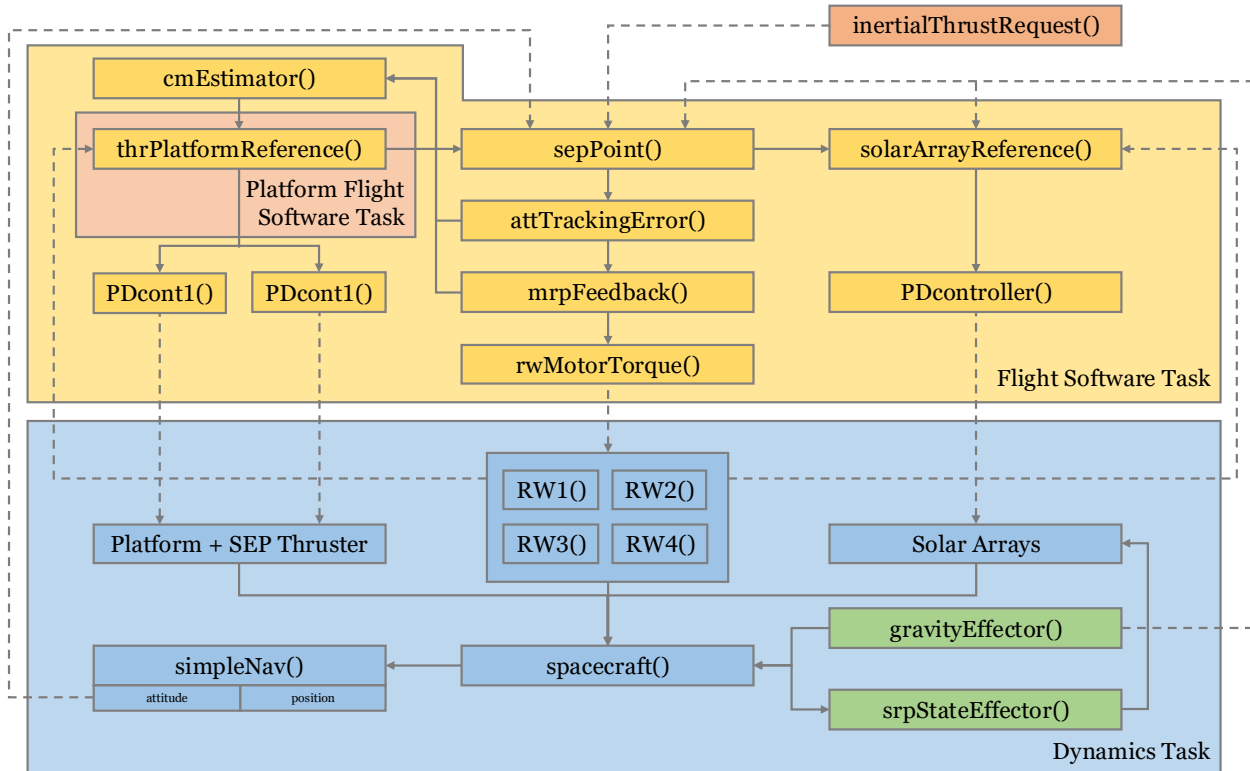 inertialThrustRequest()
cmEstimator()
thrPlatformReference()
sepPoint()
solarArrayReference()
Platform Flight
Software Task
attTrackingError()
PDcont1()
PDcont1()
mrpFeedback()
PDcontroller()
rwMotorTorque()
Flight Software Task
RW1()
RW2()
RW3()
RW4()
Platform + SEP Thruster
Solar Arrays
gravityEffector()
simpleNav()
attitude
position
spacecraft()
srpStateEffector()
Dynamics Task